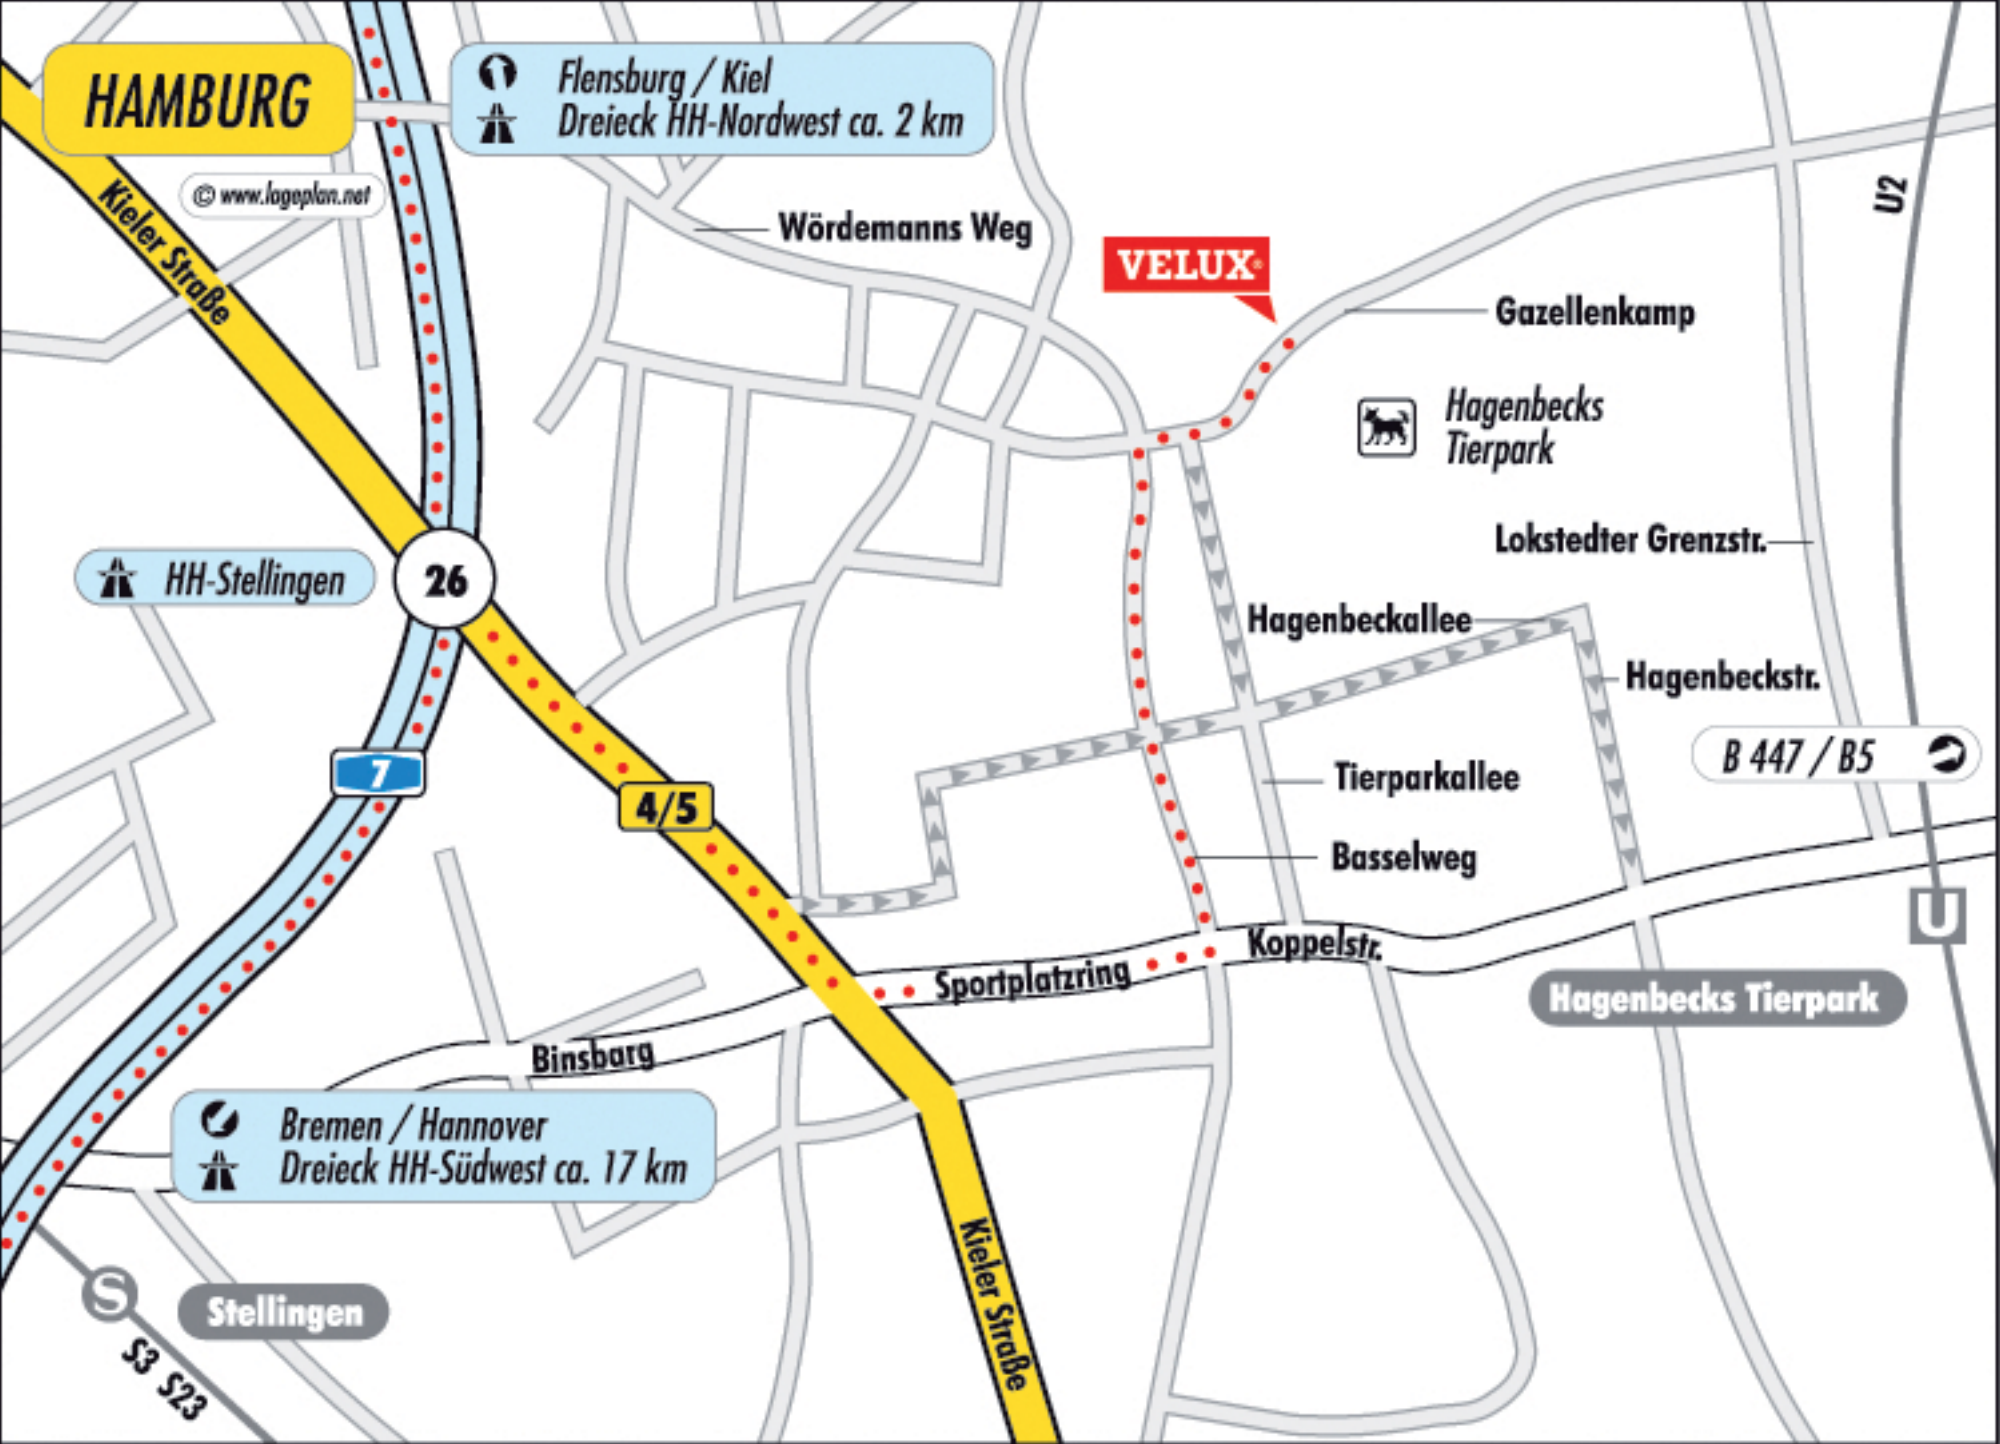 HAMBURG
Flensburg / Kiel
Dreieck HH-Nordwest ca. 2 km
© www.lageplan.net
Kieler Straße
Wördemanns Weg
VELUX®
U2
Gazellenkamp
Hagenbecks
Tierpark
Lokstedter Grenzstr.
HH-Stellingen
26
Hagenbeckallee
Hagenbeckstr.
B 447 / B5
7
4/5
Tierparkallee
Basselweg
Koppelstr.
Sportplatzring
U
Hagenbecks Tierpark
Binsbarg
Bremen / Hannover
Dreieck HH-Südwest ca. 17 km
Kieler Straße
S
Stellingen
S3 S23